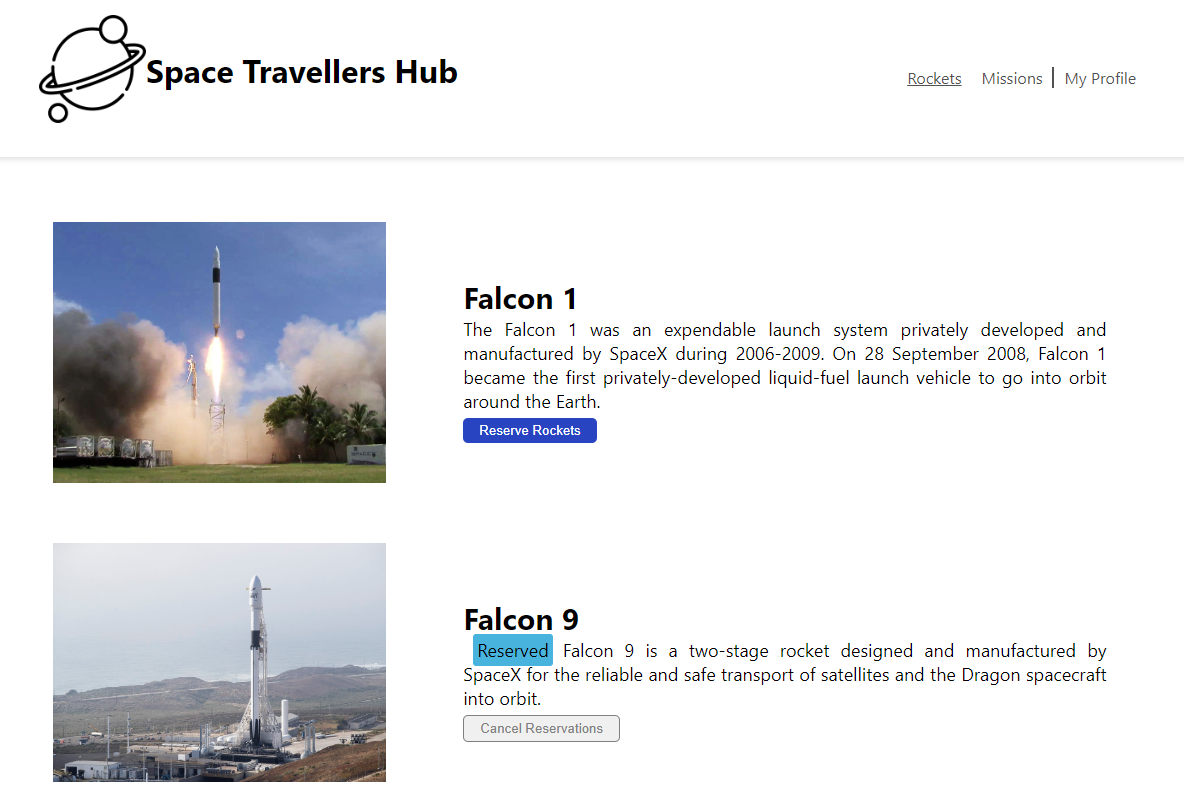 Space Travellers Hub
Rockets Missions My Profile
Falcon 1
The Falcon 1 was an expendable launch system privately developed and
manufactured by SpaceX during 2006-2009. On 28 September 2008, Falcon 1
became the first privately-developed liquid-fuel launch vehicle to go into orbit
around the Earth.
Reserve Rockets
Falcon 9
Reserved Falcon 9 is a two-stage rocket designed and manufactured by
SpaceX for the reliable and safe transport of satellites and the Dragon spacecraft
into orbit.
Cancel Reservations